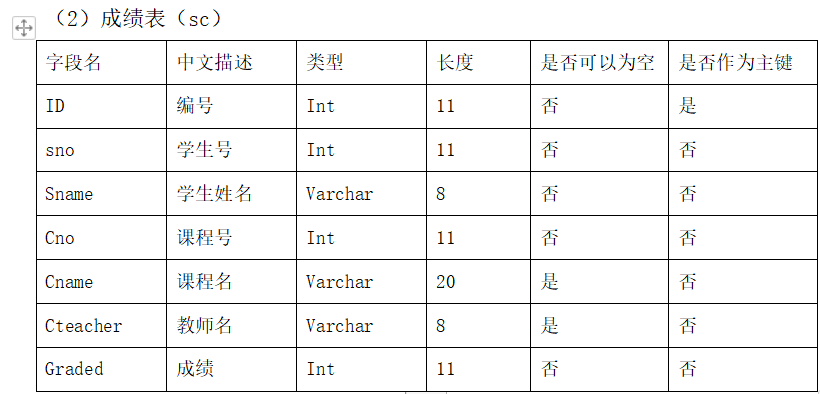 （2）成绩表（sc）
字段名 中文描述 类型 长度 是否可以为空 是否作为主键
ID 编号 Int 11 否 是
sno 学生号 Int 11 否 否
Sname 学生姓名 Varchar 8 否 否
Cno 课程号 Int 11 否 否
Cname 课程名 Varchar 20 是 否
Cteacher 教师名 Varchar 8 是 否
Graded 成绩 Int 11 否 否